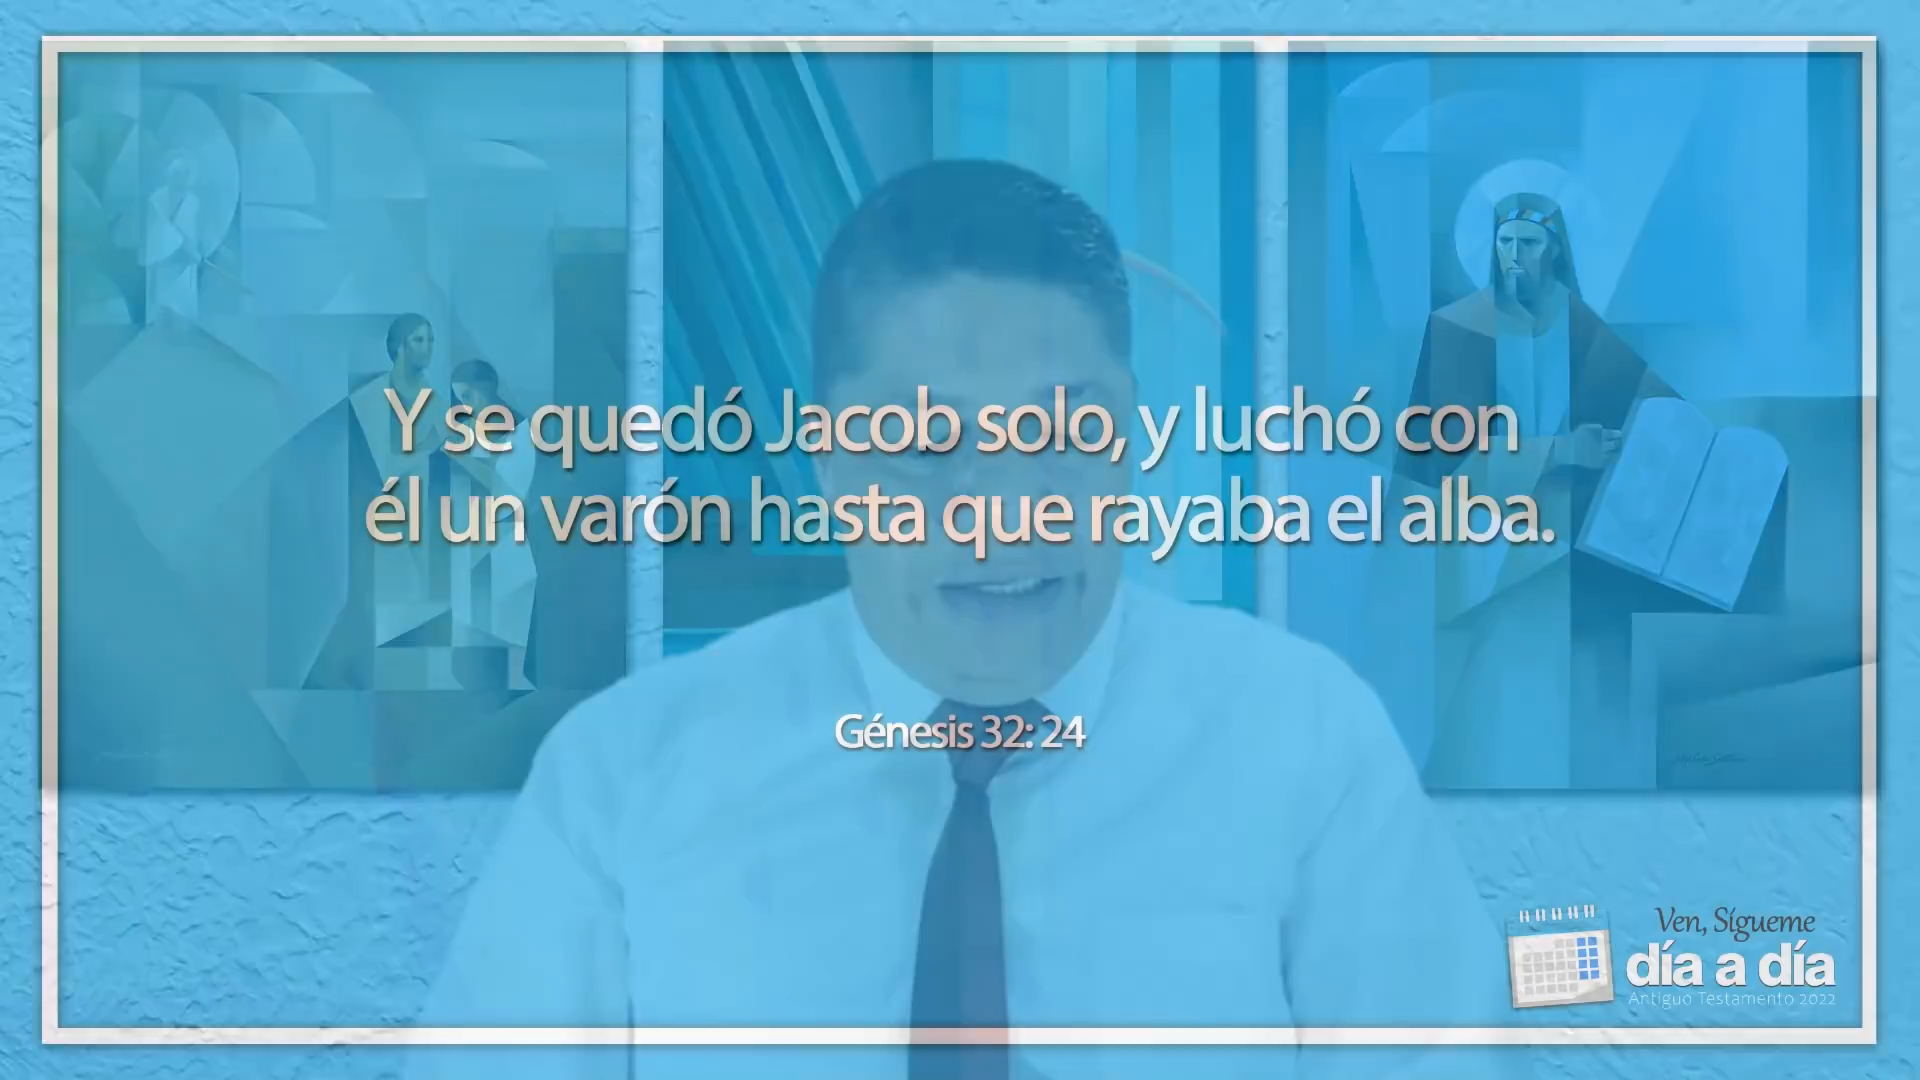 Y se quedó Jacob solo, y luchó con
él un varón hasta que rayaba el alba.
Génesis 32: 24
Ven, Sígueme
día a día
Antiguo Testamento 2022